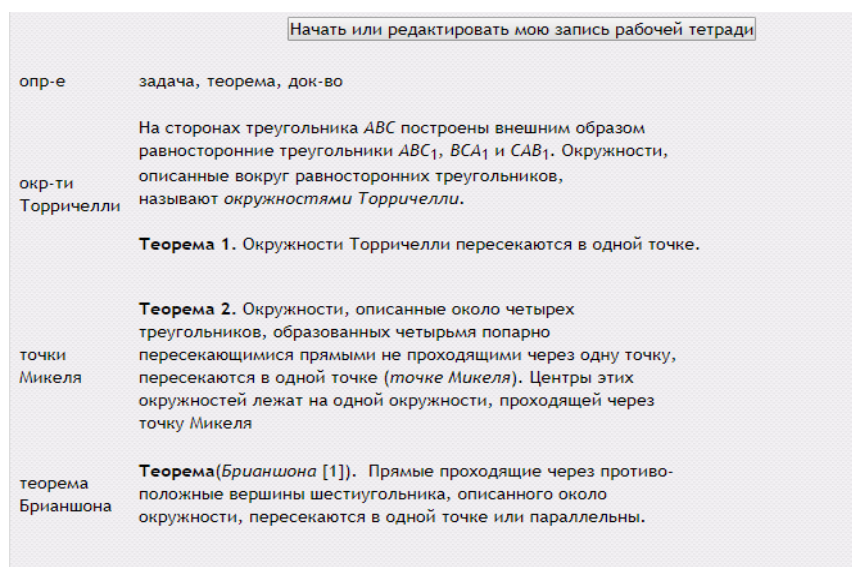 Начать или редактировать мою запись рабочей тетради
опр-е
задача, теорема, док-во
окр-ти
Торричелли
На сторонах треугольника ABC построены внешним образом
равносторонние треугольники ABC₁, BCA₁ и CAB₁. Окружности,
описанные вокруг равносторонних треугольников,
называют окружностями Торричелли.
Теорема 1. Окружности Торричелли пересекаются в одной точке.
точки
Микеля
Теорема 2. Окружности, описанные около четырех
треугольников, образованных четырьмя попарно
пересекающимися прямыми не проходящими через одну точку,
пересекаются в одной точке (точке Микеля). Центры этих
окружностей лежат на одной окружности, проходящей через
точку Микеля
теорема
Брианшона
Теорема(Брианшона [1]). Прямые проходящие через противо-
положные вершины шестиугольника, описанного около
окружности, пересекаются в одной точке или параллельны.